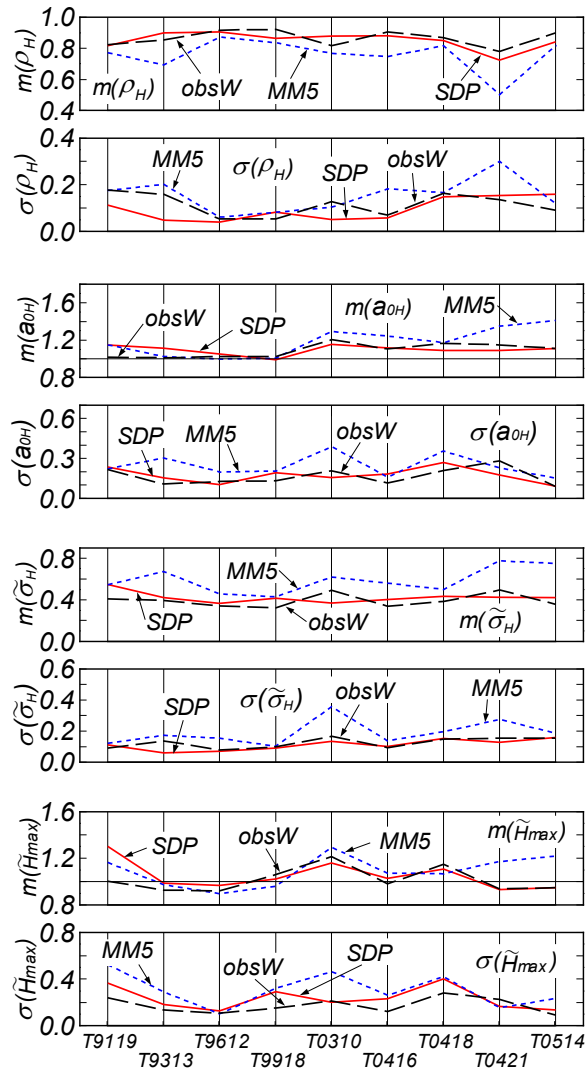 1.0
0.8
0.6
0.4
m(ρH)
m(ρH)
obsW
MM5
SDP
0.4
0.2
0.0
σ(ρH)
MM5
σ(ρH)
SDP
obsW
1.6
1.2
0.8
m(a0H)
obsW
SDP
m(a0H)
MM5
0.6
0.3
0.0
σ(a0H)
SDP
MM5
obsW
σ(a0H)
0.8
0.4
0.0
m(σ̃H)
SDP
MM5
obsW
m(σ̃H)
0.6
0.4
0.2
0.0
σ(σ̃H)
SDP
σ(σ̃H)
obsW
MM5
1.6
1.2
0.8
m(H̃max)
SDP
obsW
MM5
m(H̃max)
0.8
0.4
0.0
σ(H̃max)
MM5
obsW
SDP
σ(H̃max)
T9119 T9612 T0310 T0418 T0514
T9313 T9918 T0416 T0421